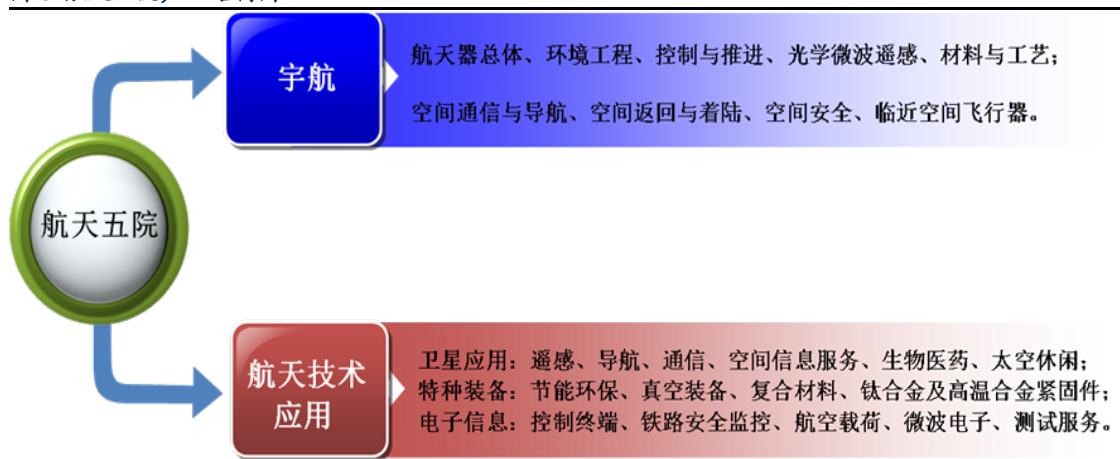 宇航
航天器总体、环境工程、控制与推进、光学微波遥感、材料与工艺;
空间通信与导航、空间返回与着陆、空间安全、临近空间飞行器。
航天五院
航天技术
应用
卫星应用:遥感、导航、通信、空间信息服务、生物医药、太空休闲;
特种装备:节能环保、真空装备、复合材料、钛合金及高温合金紧固件;
电子信息:控制终端、铁路安全监控、航空载荷、微波电子、测试服务。